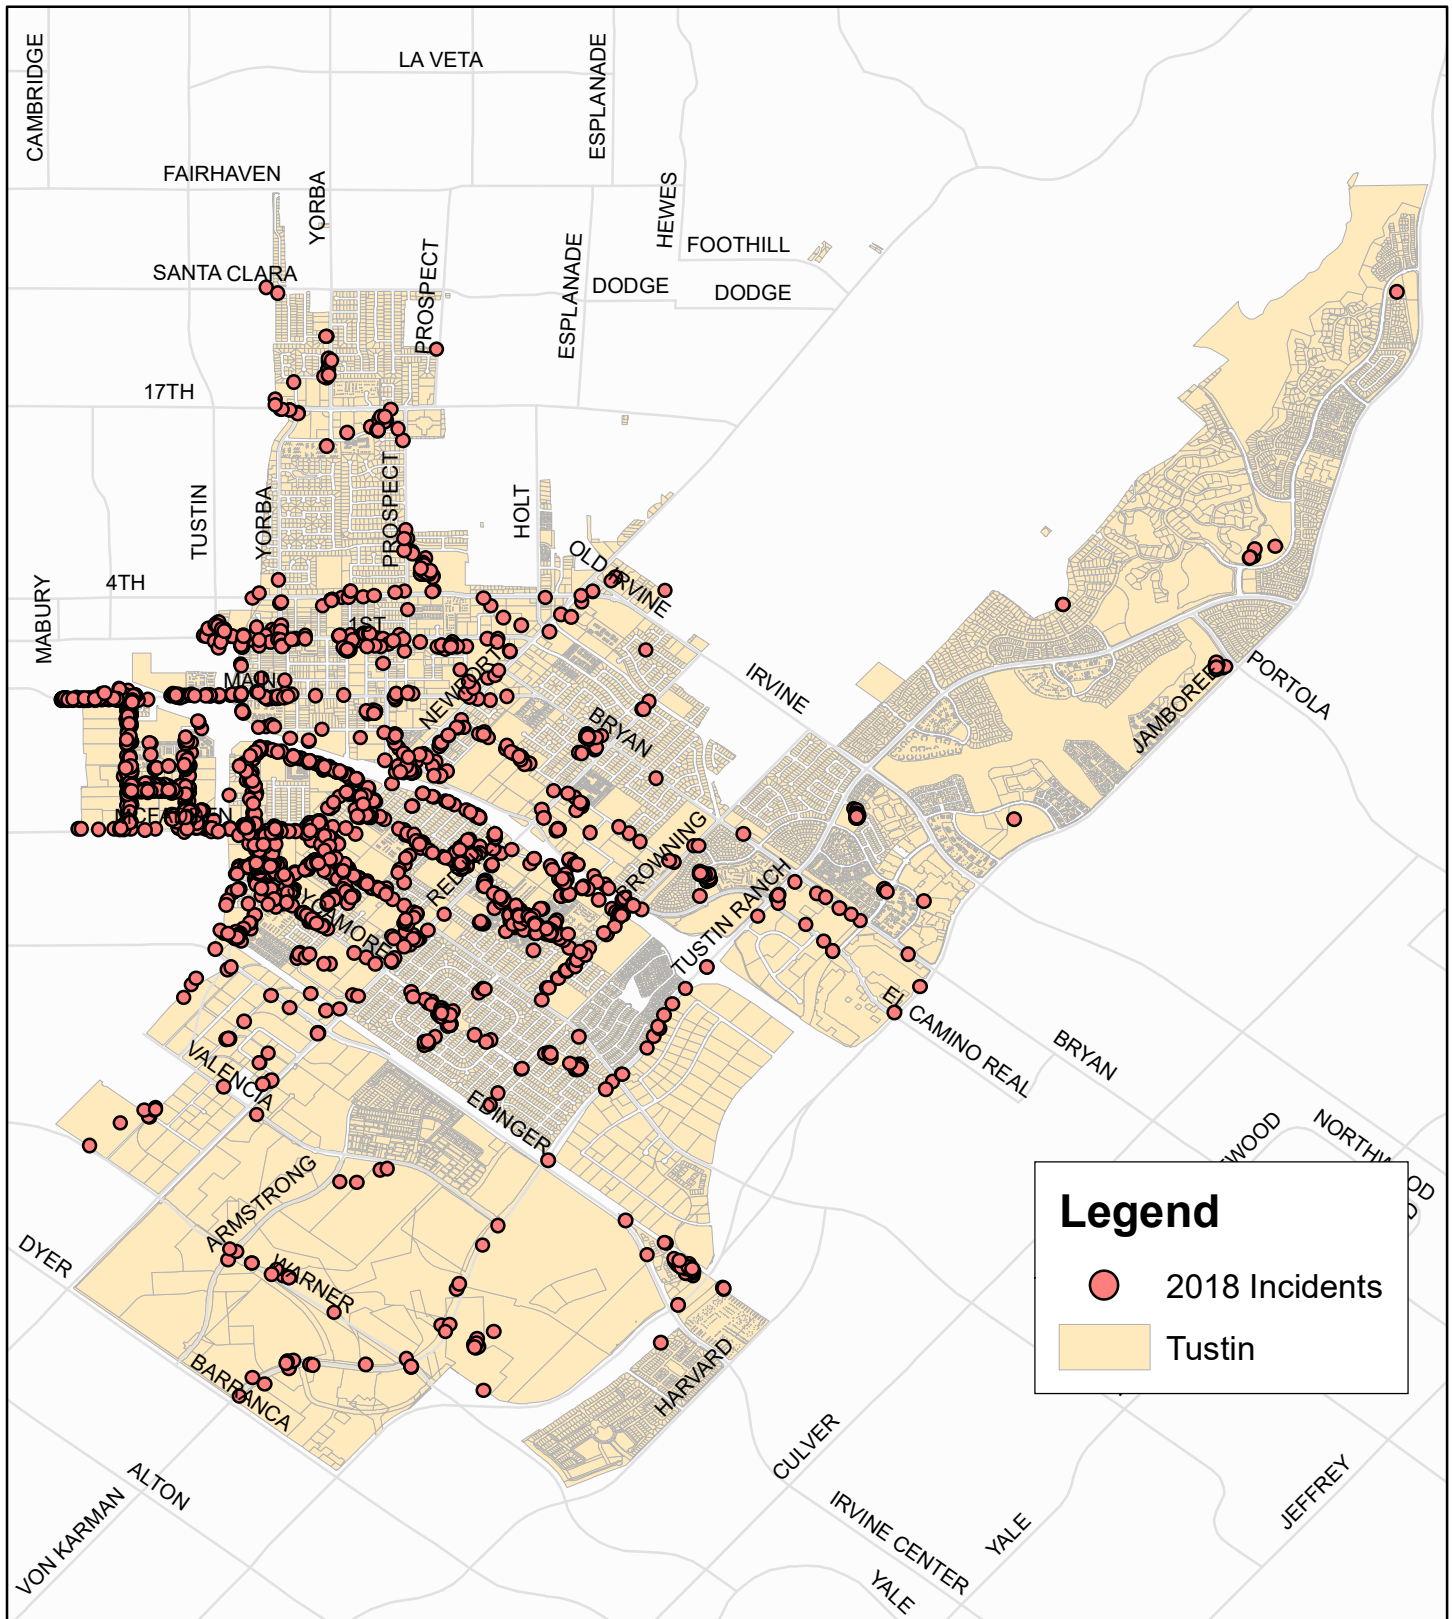 LA VETA
CAMBRIDGE
ESPLANADE
FAIRHAVEN
YORBA
HEWES
FOOTHILL
SANTA CLARA
PROSPECT
ESPLANADE
DODGE
DODGE
17TH
TUSTIN
YORBA
PROSPECT
HOLT
OLD IRVINE
4TH
MABURY
1ST
MAIN
NEWPORT
IRVINE
PORTOLA
BRYAN
JAMBOREE
BROWNING
TUSTIN RANCH
EL CAMINO REAL
BRYAN
VALENCIA
EDINGER
ARMSTRONG
WARNER
DYER
BARRANCA
HARVARD
NORTHW
OD
D
WOOD
Legend
2018 Incidents
Tustin
CULVER
ALTON
VON KARMAN
IRVINE CENTER
YALE
YALE
JEFFREY